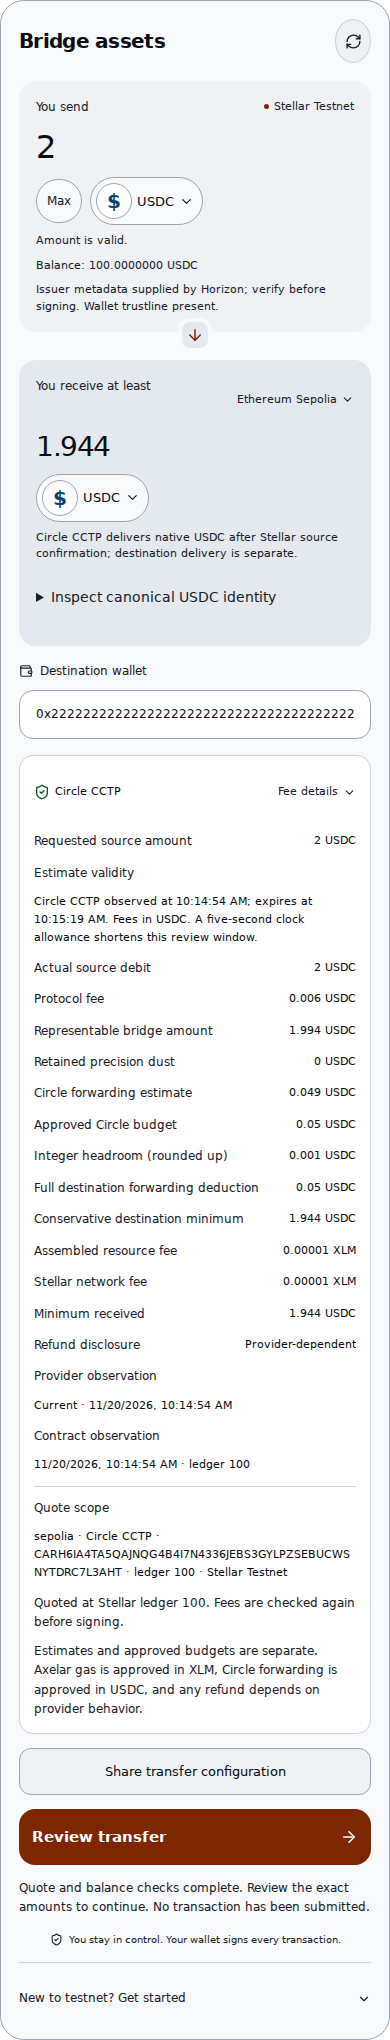 Bridge assets
You send
Stellar Testnet
2
Max
$ USDC
Amount is valid.
Balance: 100.0000000 USDC
Issuer metadata supplied by Horizon; verify before
signing. Wallet trustline present.
You receive at least
Ethereum Sepolia
1.944
$ USDC
Circle CCTP delivers native USDC after Stellar source
confirmation; destination delivery is separate.
Inspect canonical USDC identity
Destination wallet
0x2222222222222222222222222222222222222222
Circle CCTP
Fee details
Requested source amount 2 USDC
Estimate validity
Circle CCTP observed at 10:14:54 AM; expires at
10:15:19 AM. Fees in USDC. A five-second clock
allowance shortens this review window.
Actual source debit 2 USDC
Protocol fee 0.006 USDC
Representable bridge amount 1.994 USDC
Retained precision dust 0 USDC
Circle forwarding estimate 0.049 USDC
Approved Circle budget 0.05 USDC
Integer headroom (rounded up) 0.001 USDC
Full destination forwarding deduction 0.05 USDC
Conservative destination minimum 1.944 USDC
Assembled resource fee 0.00001 XLM
Stellar network fee 0.00001 XLM
Minimum received 1.944 USDC
Refund disclosure Provider-dependent
Provider observation
Current · 11/20/2026, 10:14:54 AM
Contract observation
11/20/2026, 10:14:54 AM · ledger 100
Quote scope
sepolia · Circle CCTP ·
CARH6IA4TA5QAJNQG4B4I7N4336JEBS3GYLPZSEBUCWS
NYTDRC7L3AHT · ledger 100 · Stellar Testnet
Quoted at Stellar ledger 100. Fees are checked again
before signing.
Estimates and approved budgets are separate.
Axelar gas is approved in XLM, Circle forwarding is
approved in USDC, and any refund depends on
provider behavior.
Share transfer configuration
Review transfer
Quote and balance checks complete. Review the exact
amounts to continue. No transaction has been submitted.
You stay in control. Your wallet signs every transaction.
New to testnet? Get started